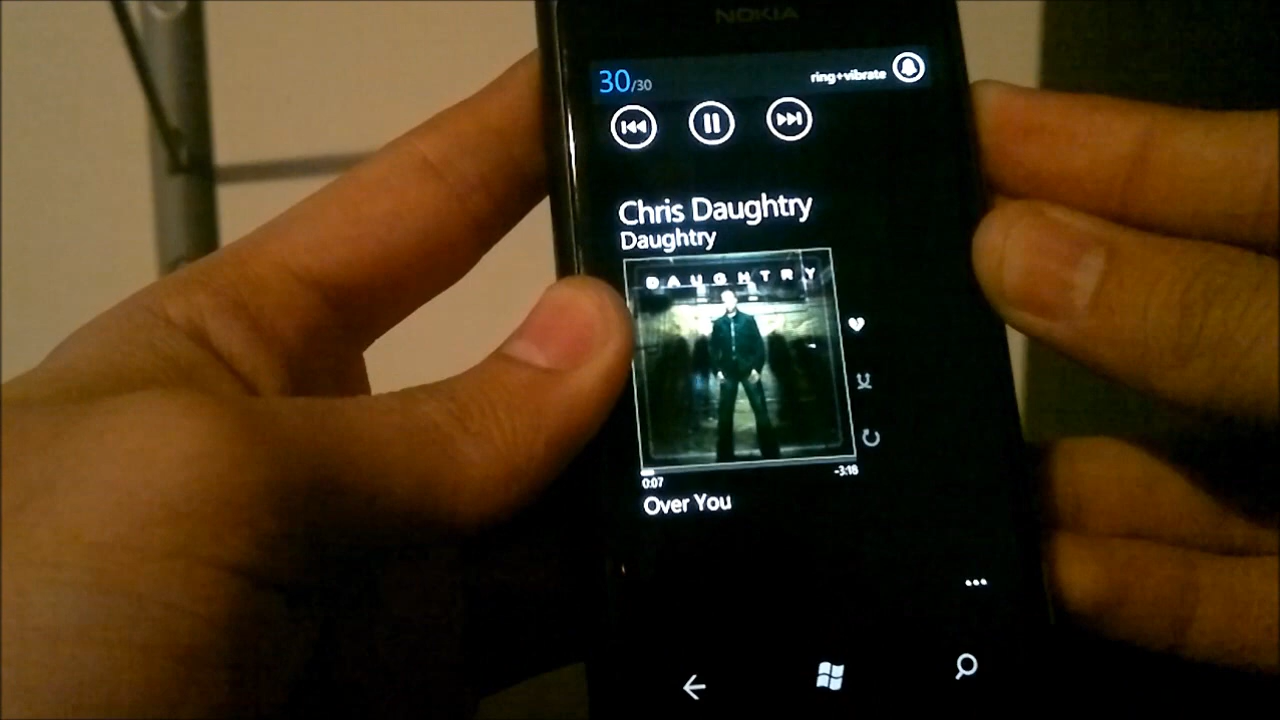 NOKIA
30/30
ring+vibrate
Chris Daughtry
Daughtry
DAUGHTRY
0:07
-3:18
Over You
...